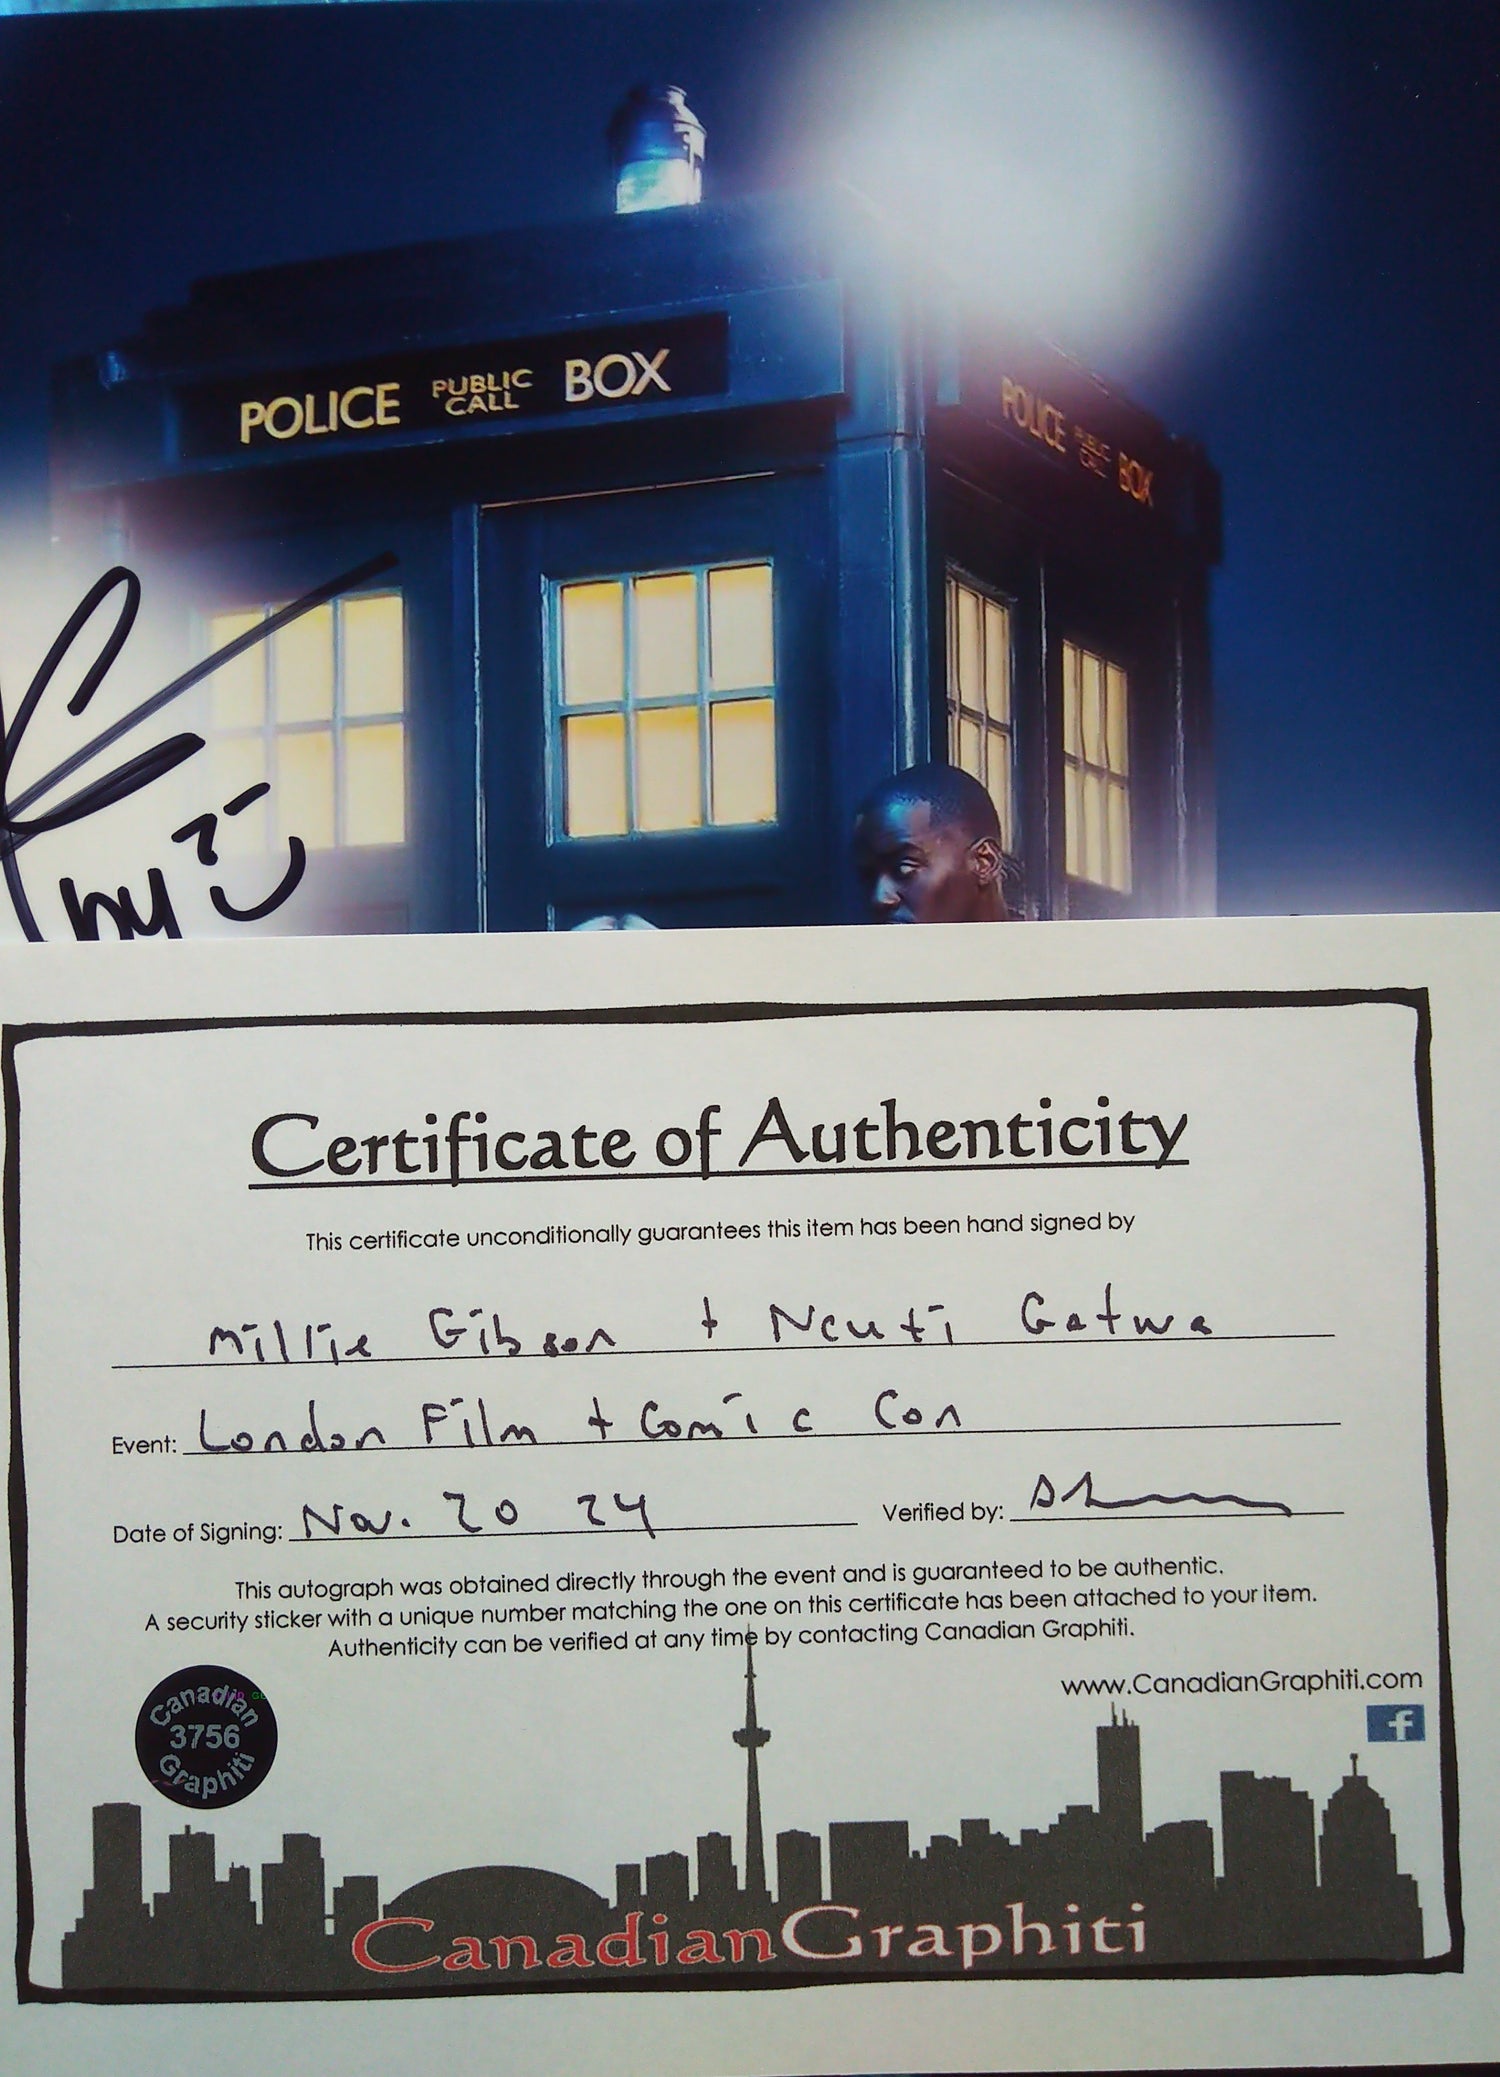 POLICE PUBLIC CALL BOX
POLICE PUBLIC CALL BOX
Certificate of Authenticity
This certificate unconditionally guarantees this item has been hand signed by
Millie Gibson + Ncuti Gatwa
Event: London Film + Comic Con
Date of Signing: Nov. 2024
Verified by:
This autograph was obtained directly through the event and is guaranteed to be authentic.
A security sticker with a unique number matching the one on this certificate has been attached to your item.
Authenticity can be verified at any time by contacting Canadian Graphiti.
www.CanadianGraphiti.com
f
Canadian
3756
Graphiti
CanadianGraphiti